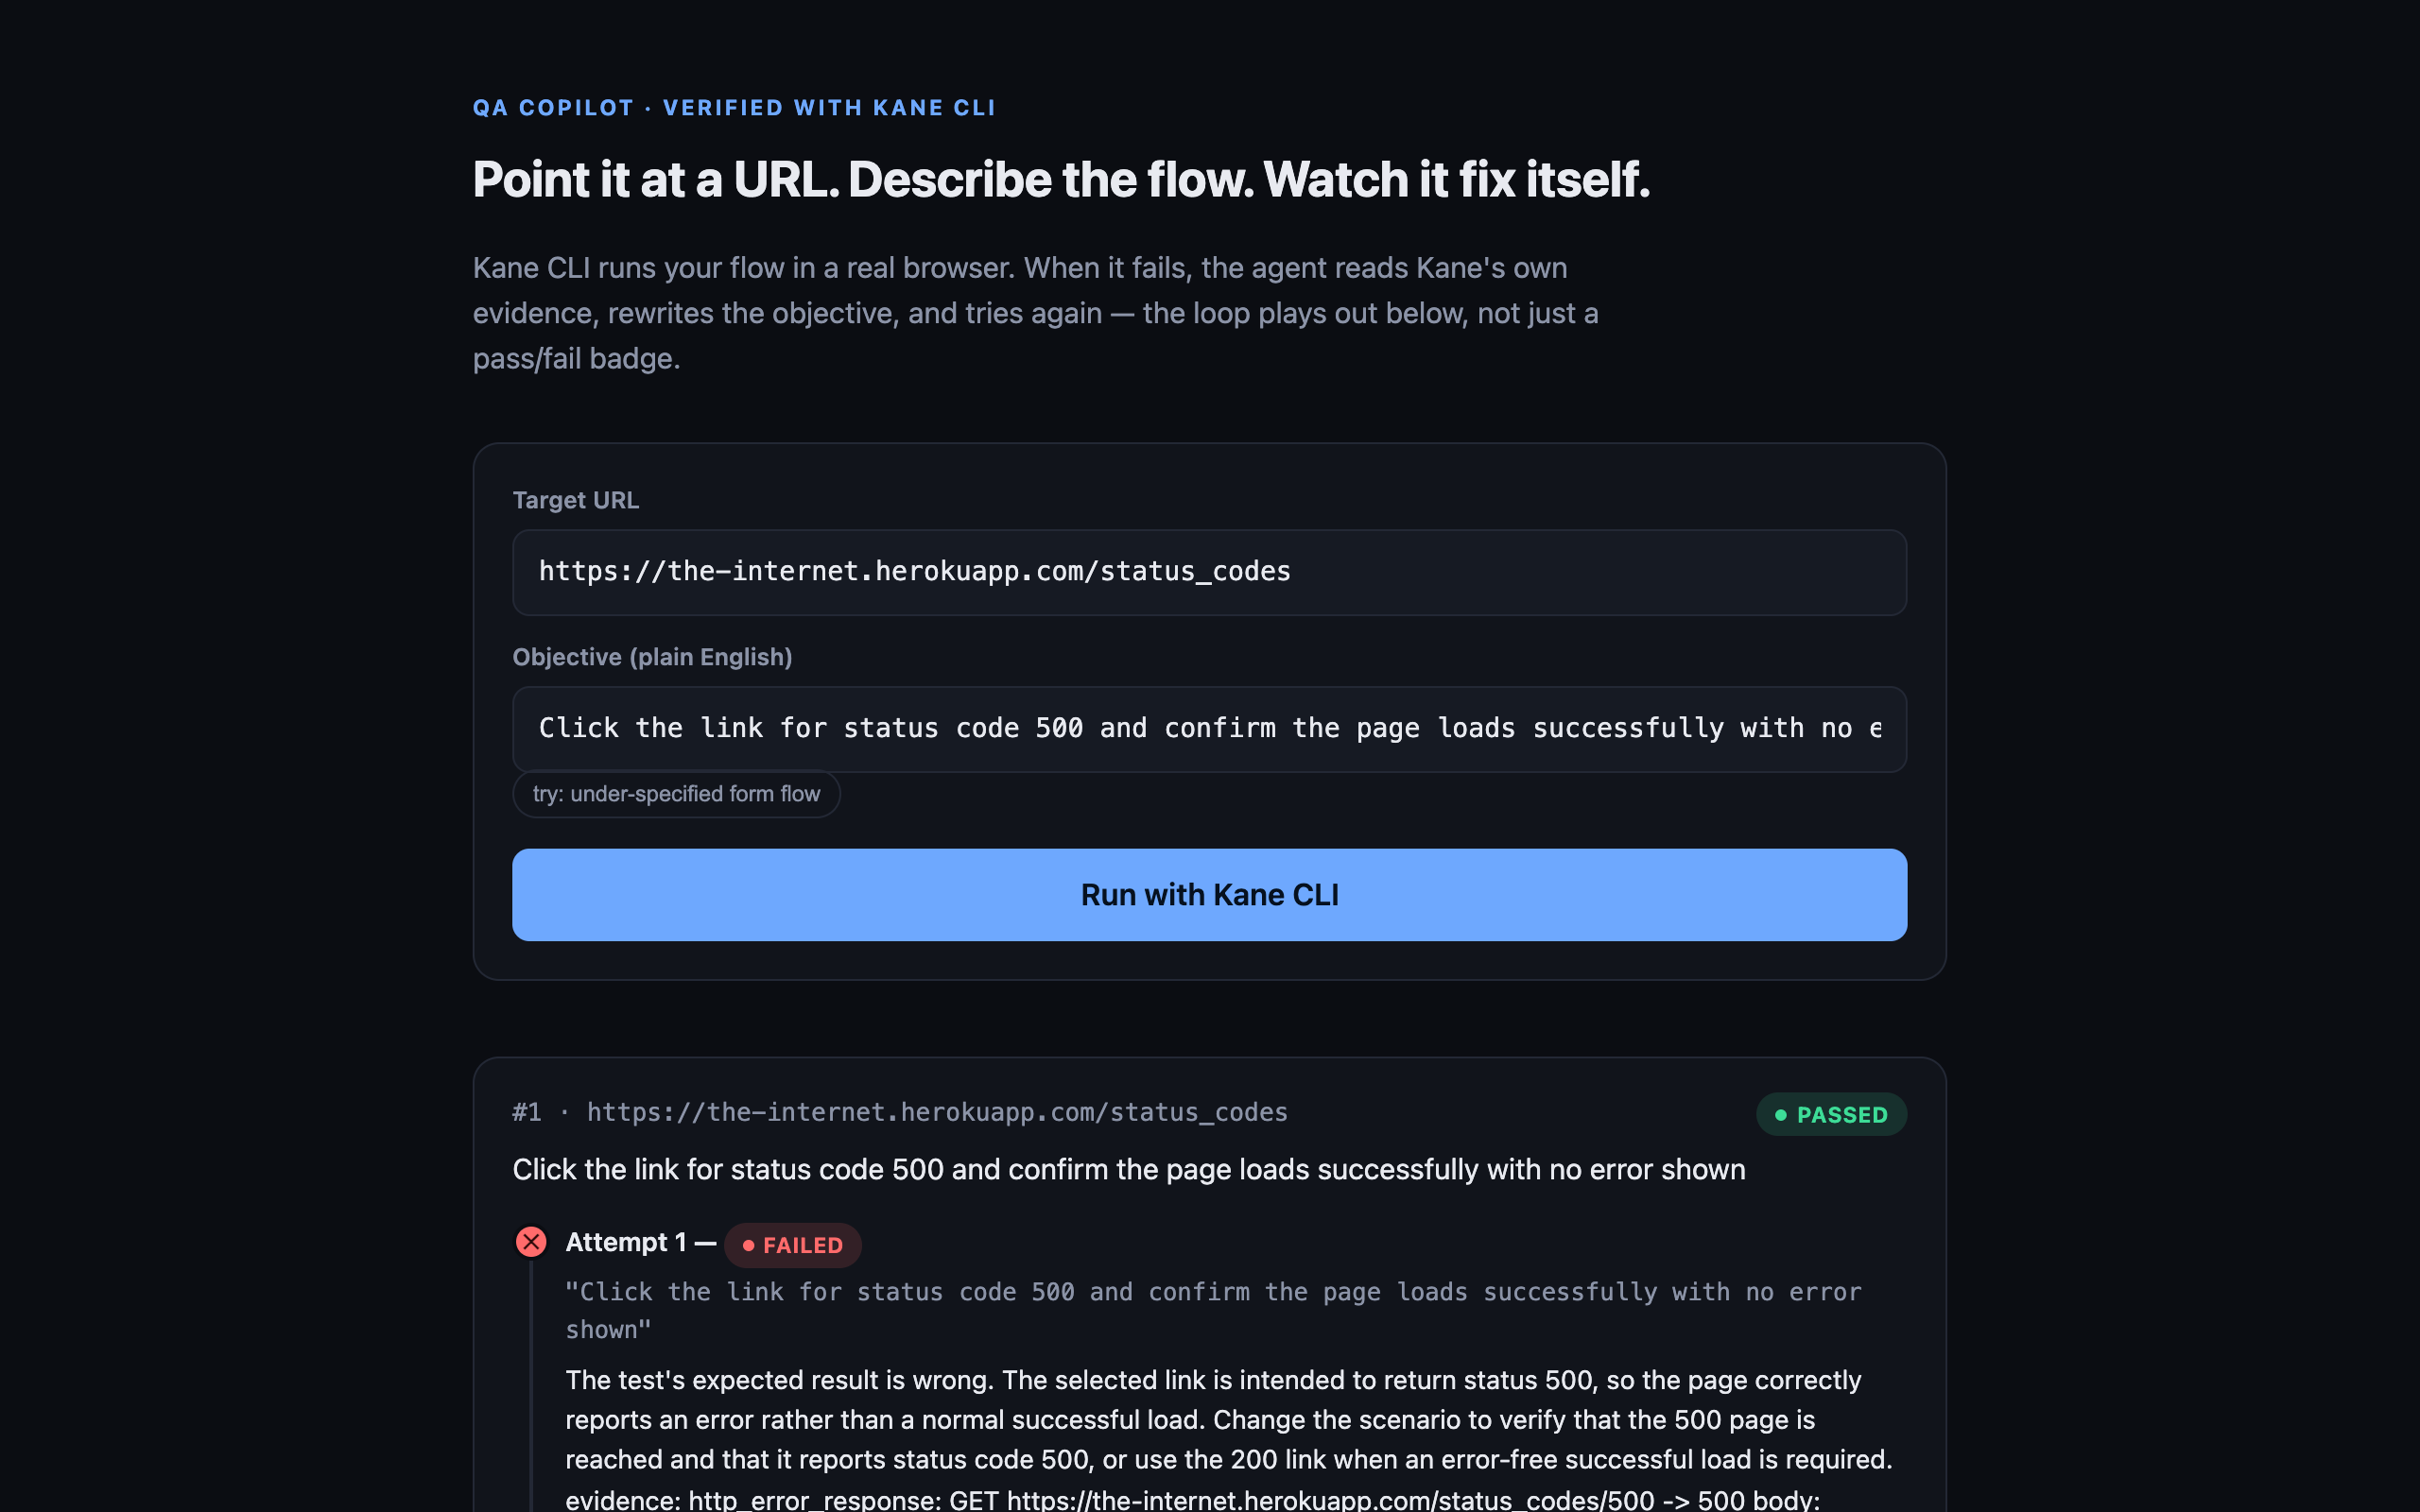 QA COPILOT · VERIFIED WITH KANE CLI
Point it at a URL. Describe the flow. Watch it fix itself.
Kane CLI runs your flow in a real browser. When it fails, the agent reads Kane's own
evidence, rewrites the objective, and tries again — the loop plays out below, not just a
pass/fail badge.
Target URL
https://the-internet.herokuapp.com/status_codes
Objective (plain English)
Click the link for status code 500 and confirm the page loads successfully with no e
try: under-specified form flow
Run with Kane CLI
#1 · https://the-internet.herokuapp.com/status_codes
PASSED
Click the link for status code 500 and confirm the page loads successfully with no error shown
Attempt 1 — FAILED
"Click the link for status code 500 and confirm the page loads successfully with no error
shown"
The test's expected result is wrong. The selected link is intended to return status 500, so the page correctly
reports an error rather than a normal successful load. Change the scenario to verify that the 500 page is
reached and that it reports status code 500, or use the 200 link when an error-free successful load is required.
evidence: http_error_response: GET https://the-internet.herokuapp.com/status_codes/500 -> 500 body: